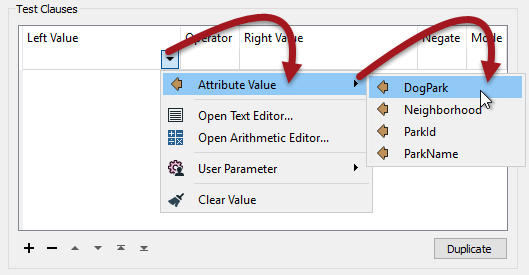 Test Clauses
Left Value Operator Right Value Negate Mode
Attribute Value
DogPark
Neighborhood
Open Text Editor...
ParkId
Open Arithmetic Editor...
ParkName
User Parameter
Clear Value
Duplicate